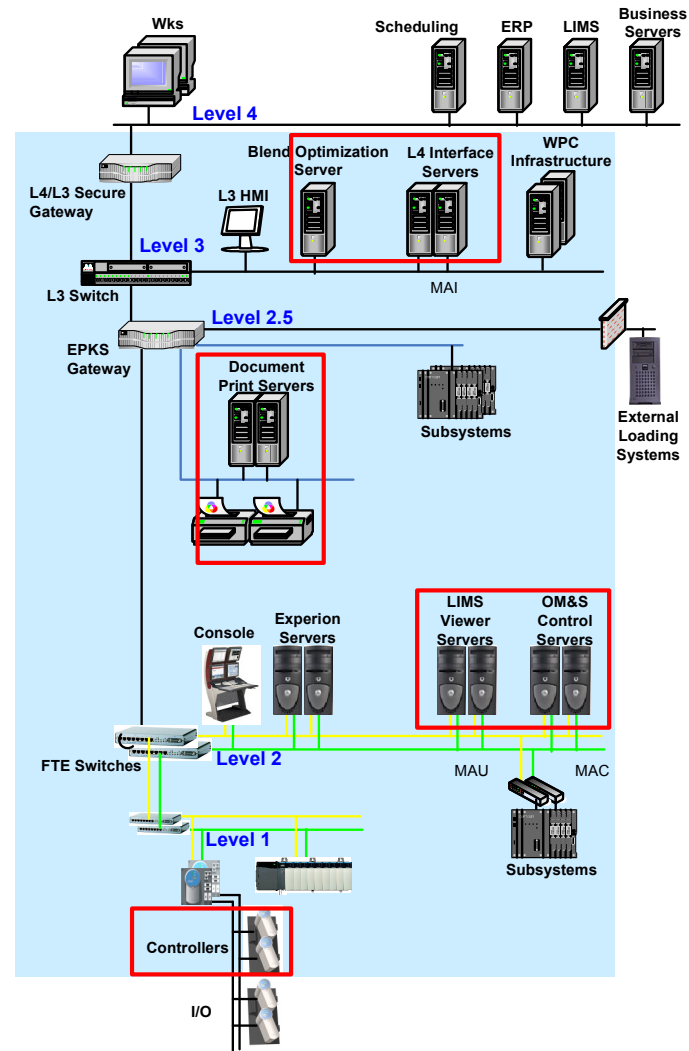 Wks
Scheduling
ERP
LIMS
Business
Servers
Level 4
L4/L3 Secure
Gateway
Blend Optimization
Server
L4 Interface
Servers
WPC
Infrastructure
L3 HMI
Level 3
L3 Switch
MAI
Level 2.5
EPKS
Gateway
Document
Print Servers
Subsystems
External
Loading
Systems
Console
Experion
Servers
LIMS
Viewer
Servers
OM&S
Control
Servers
FTE Switches
Level 2
MAU
MAC
Level 1
Subsystems
Controllers
I/O